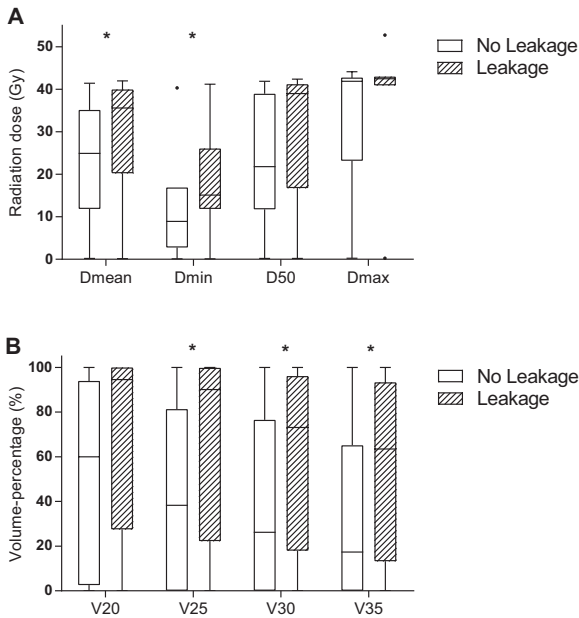 A
* *
50
40
30
20
10
0
Radiation dose (Gy)
Dmean Dmin D50 Dmax
No Leakage
Leakage
B
* * *
100
80
60
40
20
0
Volume-percentage (%)
V20 V25 V30 V35
No Leakage
Leakage